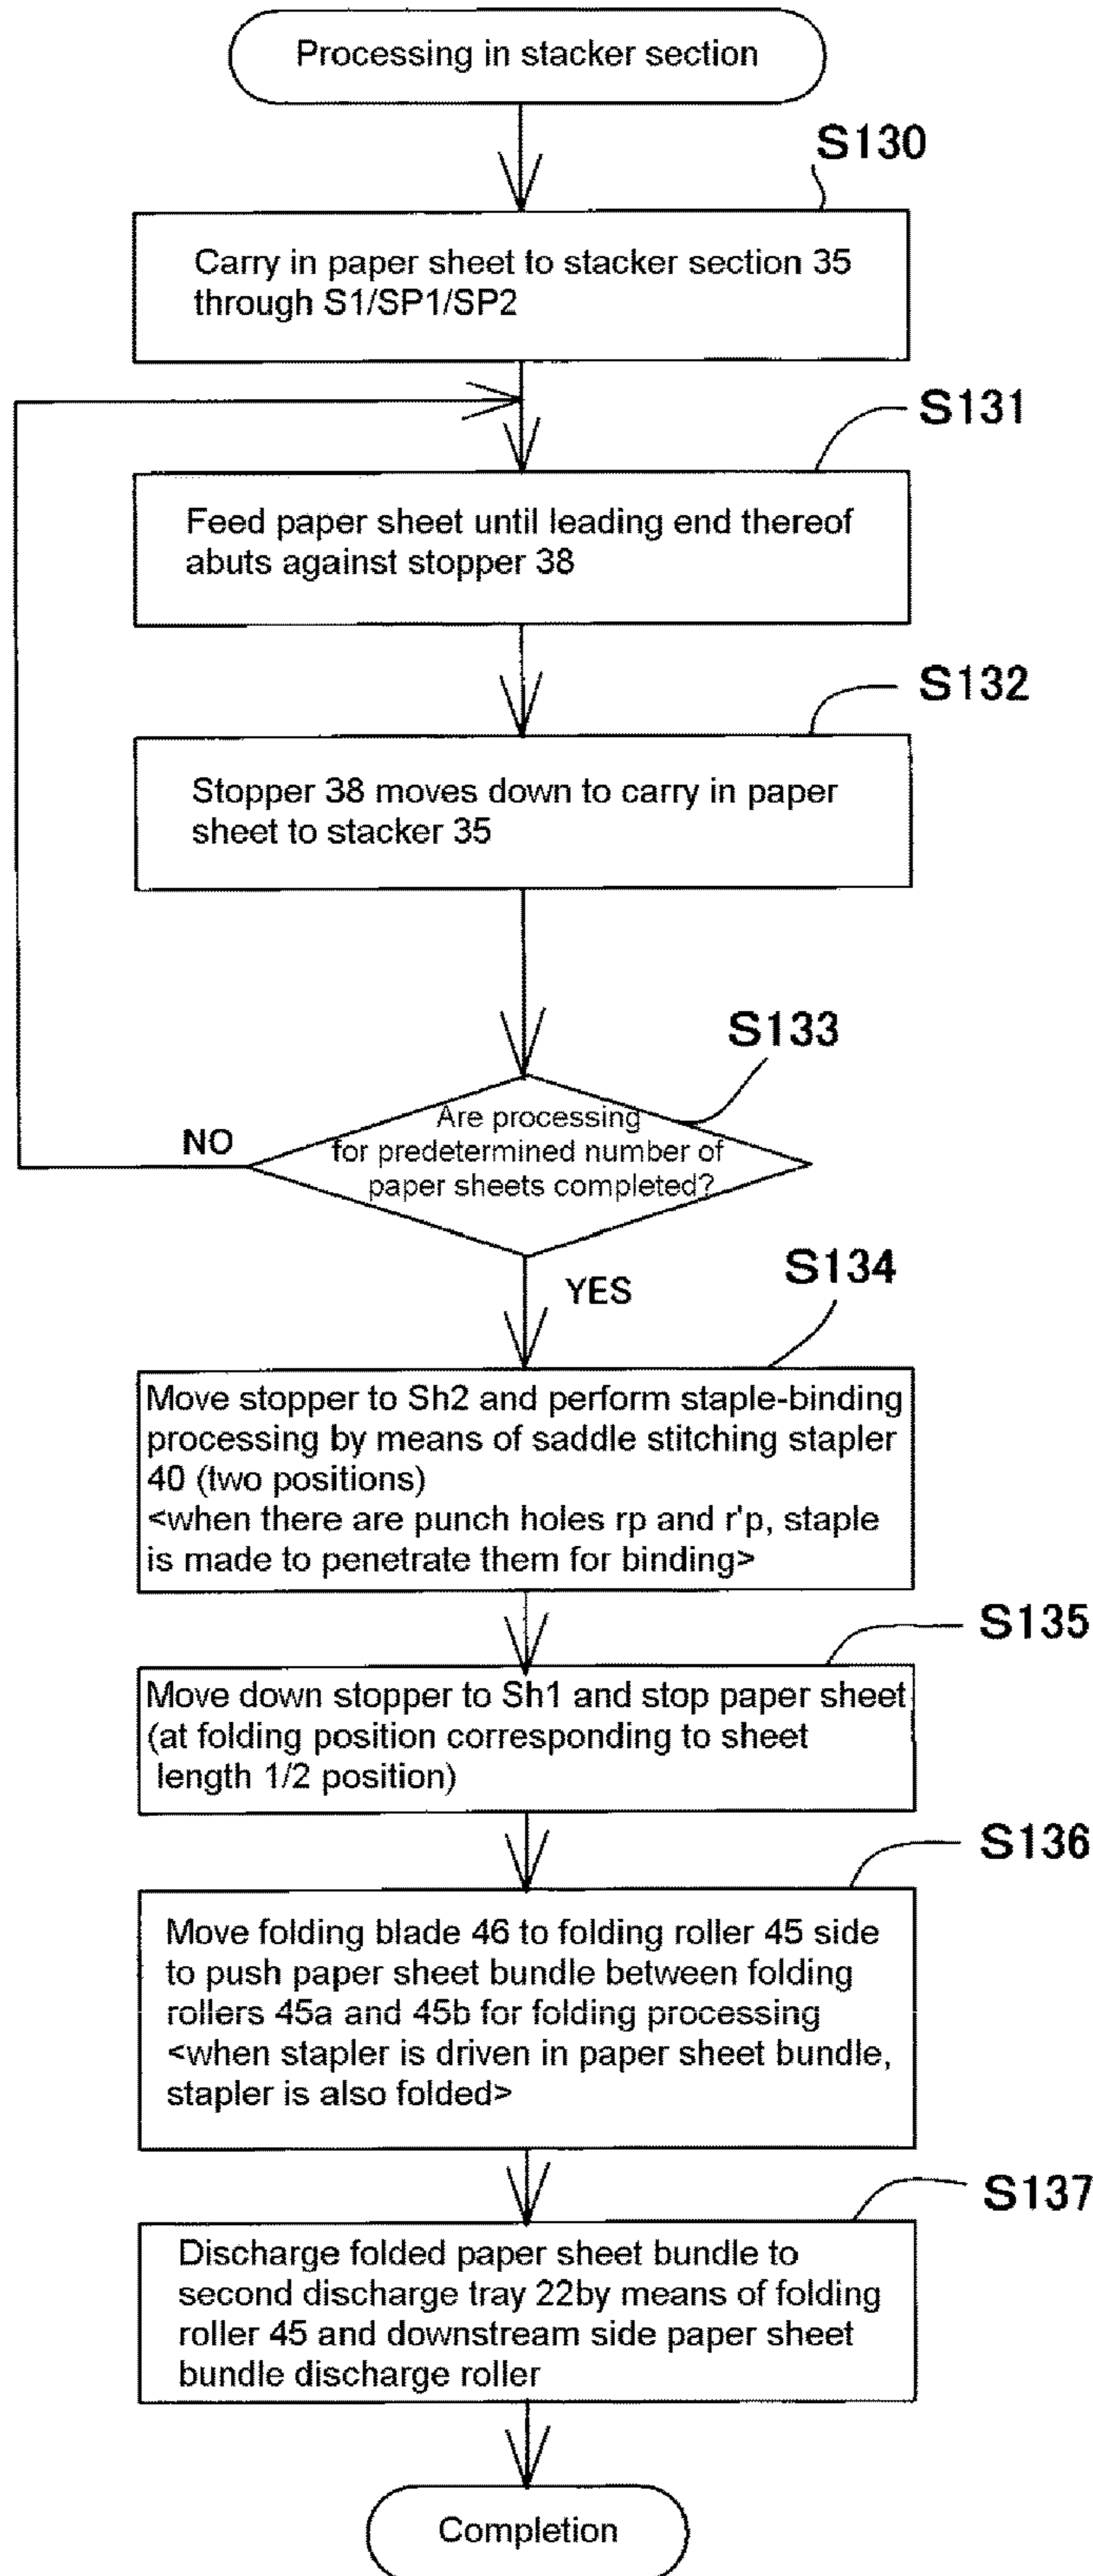 Processing in stacker section
S130
Carry in paper sheet to stacker section 35
through S1/SP1/SP2
S131
Feed paper sheet until leading end thereof
abuts against stopper 38
S132
Stopper 38 moves down to carry in paper
sheet to stacker 35
S133
Are processing
for predetermined number of
paper sheets completed?
NO
YES
S134
Move stopper to Sh2 and perform staple-binding
processing by means of saddle stitching stapler
40 (two positions)
<when there are punch holes rp and r'p, staple
is made to penetrate them for binding>
S135
Move down stopper to Sh1 and stop paper sheet
(at folding position corresponding to sheet
length 1/2 position)
S136
Move folding blade 46 to folding roller 45 side
to push paper sheet bundle between folding
rollers 45a and 45b for folding processing
<when stapler is driven in paper sheet bundle,
stapler is also folded>
S137
Discharge folded paper sheet bundle to
second discharge tray 22by means of folding
roller 45 and downstream side paper sheet
bundle discharge roller
Completion